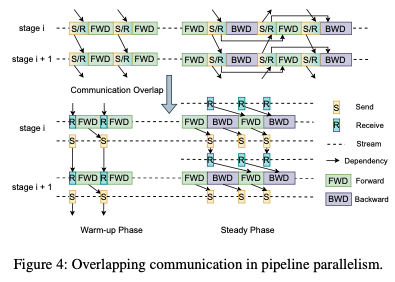 stage i
S/R FWD S/R FWD
FWD S/R BWD S/R FWD S/R BWD
stage i + 1
S/R FWD S/R FWD
FWD S/R BWD S/R FWD S/R BWD
Communication Overlap
S Send
R Receive
Stream
Dependency
FWD Forward
BWD Backward
R R R
stage i
R FWD R FWD
FWD BWD FWD BWD
S S
S S S
R R R
stage i + 1
R FWD R FWD
FWD BWD FWD BWD
S S
S S S
Warm-up Phase
Steady Phase
Figure 4: Overlapping communication in pipeline parallelism.